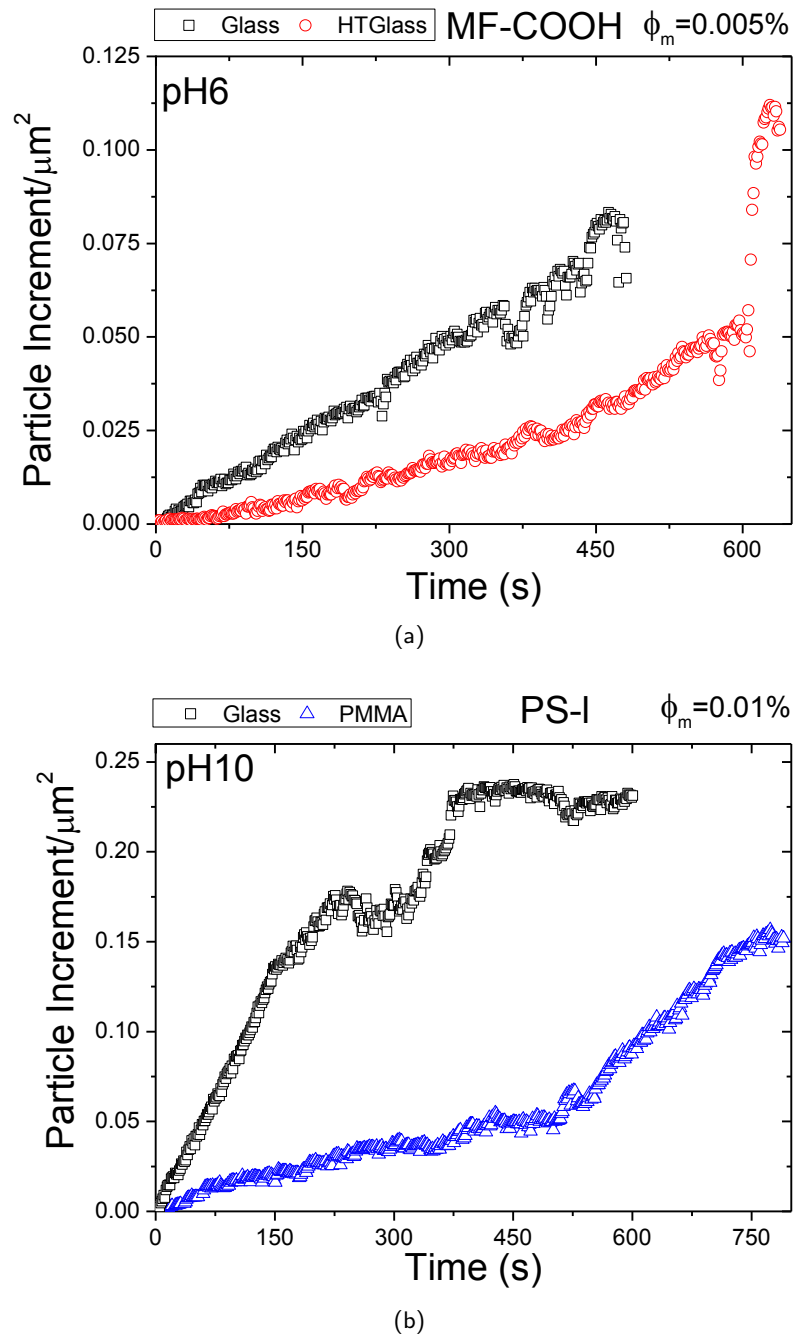 Glass HTGlass MF-COOH ϕm=0.005%
0.125
pH6
0.100
0.075
0.050
0.025
0.000
Particle Increment/μm²
0 150 300 450 600
Time (s)
(a)
Glass PMMA PS-I ϕm=0.01%
0.25
pH10
0.20
0.15
0.10
0.05
0.00
Particle Increment/μm²
0 150 300 450 600 750
Time (s)
(b)